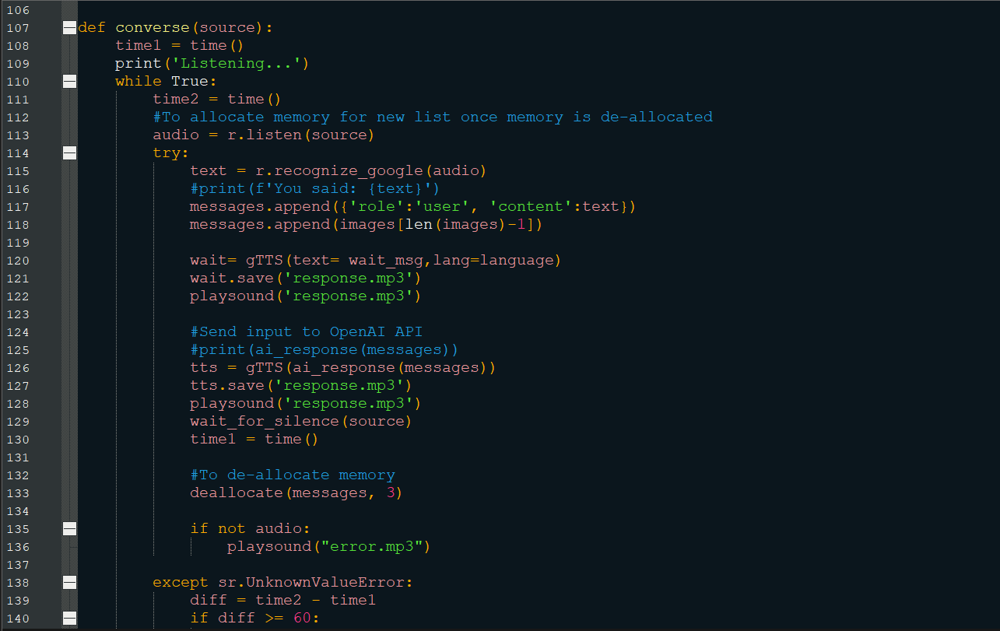 106
107 def converse(source):
108     time1 = time()
109     print('Listening...')
110     while True:
111         time2 = time()
112         #To allocate memory for new list once memory is de-allocated
113         audio = r.listen(source)
114         try:
115             text = r.recognize_google(audio)
116             #print(f'You said: {text}')
117             messages.append({'role':'user', 'content':text})
118             messages.append(images[len(images)-1])
119
120             wait= gTTS(text= wait_msg,lang=language)
121             wait.save('response.mp3')
122             playsound('response.mp3')
123
124             #Send input to OpenAI API
125             #print(ai_response(messages))
126             tts = gTTS(ai_response(messages))
127             tts.save('response.mp3')
128             playsound('response.mp3')
129             wait_for_silence(source)
130             time1 = time()
131
132             #To de-allocate memory
133             deallocate(messages, 3)
134
135             if not audio:
136                 playsound("error.mp3")
137
138         except sr.UnknownValueError:
139             diff = time2 - time1
140             if diff >= 60: